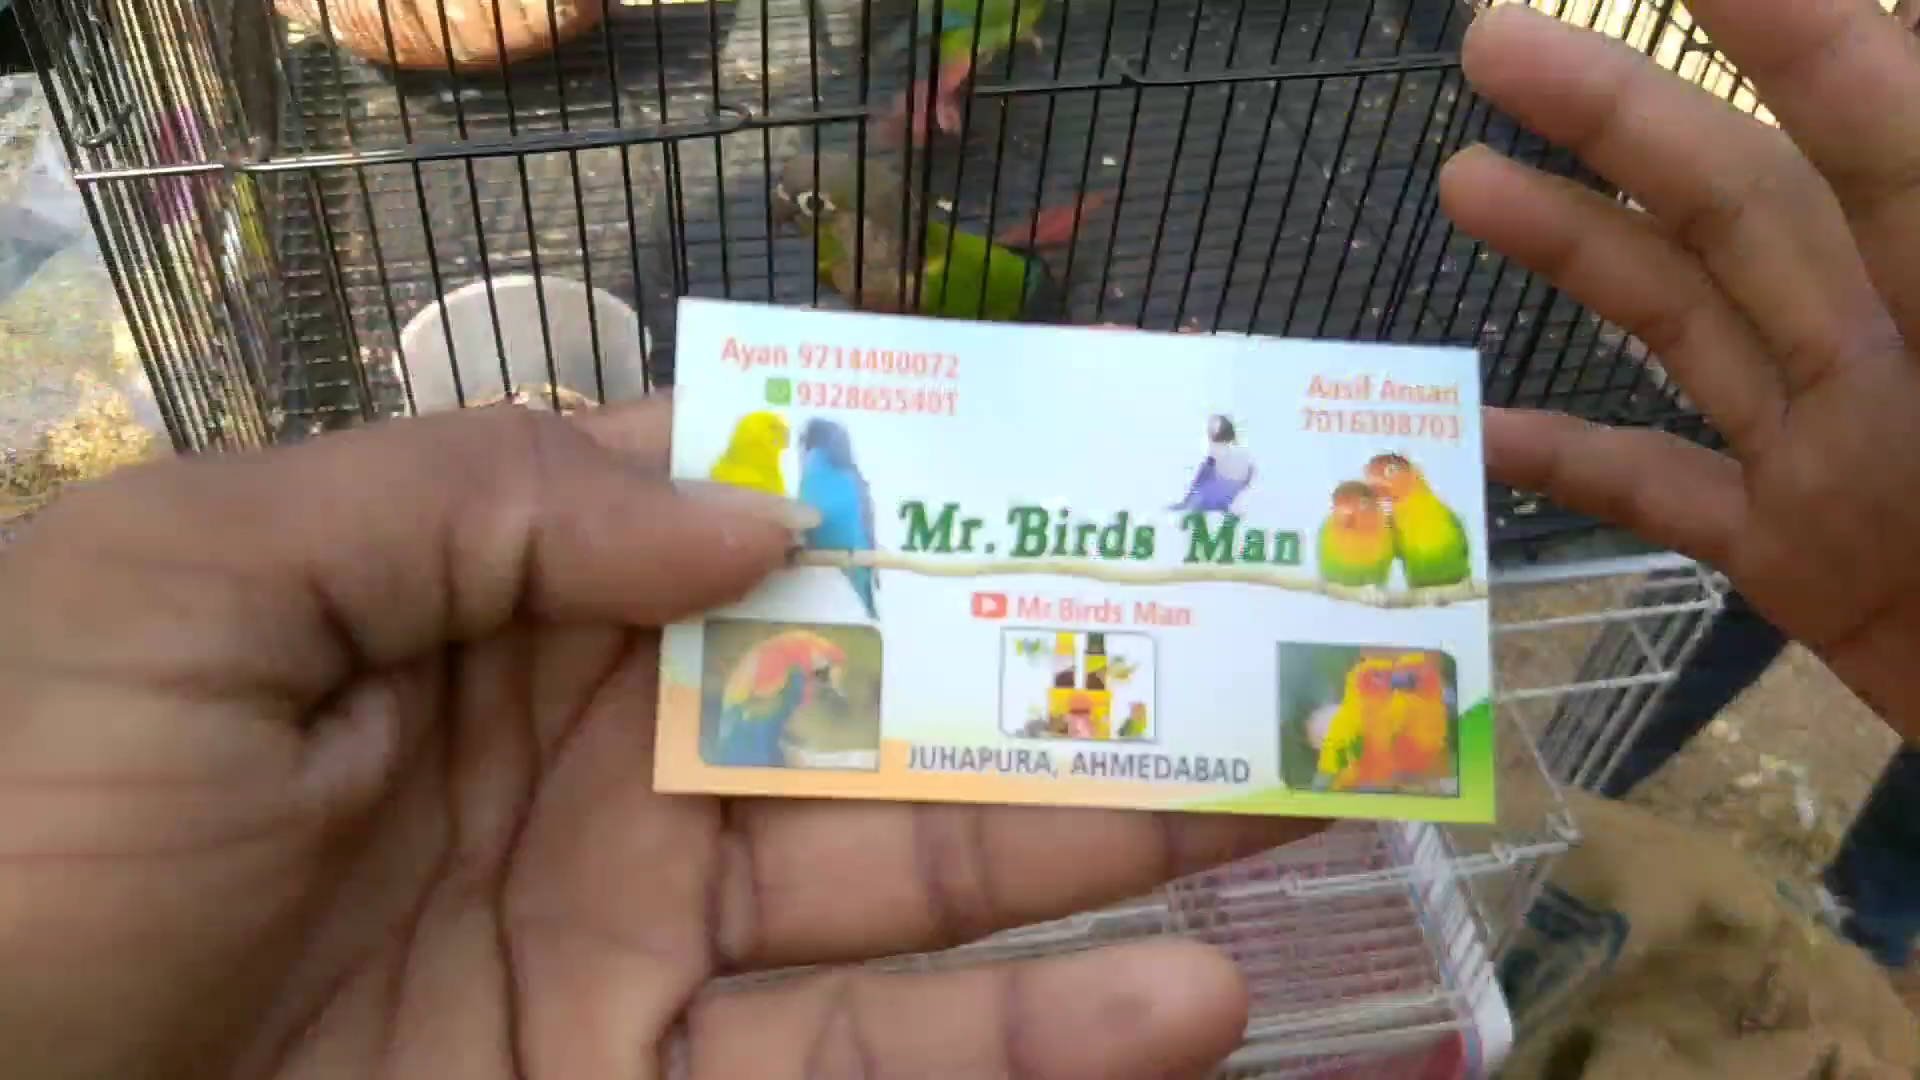 Ayan 9714490072
9328655401
Aasif Ansari
7016398703
Mr. Birds Man
Mr.Birds Man
JUHAPURA, AHMEDABAD